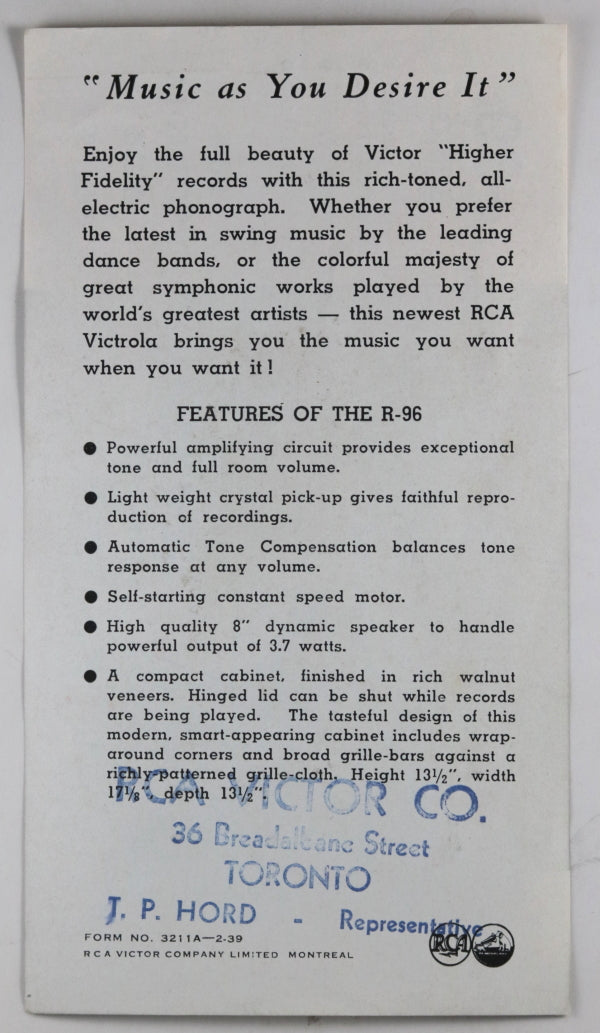 "Music as You Desire It"
Enjoy the full beauty of Victor "Higher
Fidelity" records with this rich-toned, all-
electric phonograph. Whether you prefer
the latest in swing music by the leading
dance bands, or the colorful majesty of
great symphonic works played by the
world's greatest artists — this newest RCA
Victrola brings you the music you want
when you want it!
FEATURES OF THE R-96
● Powerful amplifying circuit provides exceptional
tone and full room volume.
● Light weight crystal pick-up gives faithful repro-
duction of recordings.
● Automatic Tone Compensation balances tone
response at any volume.
● Self-starting constant speed motor.
● High quality 8" dynamic speaker to handle
powerful output of 3.7 watts.
● A compact cabinet, finished in rich walnut
veneers. Hinged lid can be shut while records
are being played. The tasteful design of this
modern, smart-appearing cabinet includes wrap-
around corners and broad grille-bars against a
richly-patterned grille-cloth. Height 13½", width
17⅛", depth 13½".
RCA VICTOR CO.
36 Breadalbane Street
TORONTO
J. P. HORD - Representative
FORM NO. 3211A—2-39
RCA VICTOR COMPANY LIMITED MONTREAL
RCA